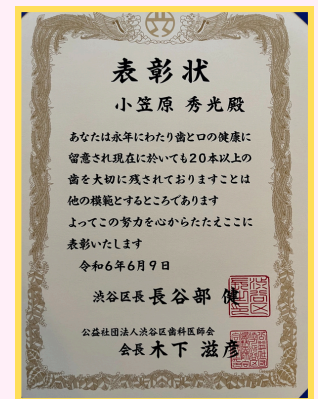 表彰状
小笠原 秀光殿
あなたは永年にわたり歯と口の健康に
留意され現在に於いても20本以上の
歯を大切に残されておりますことは
他の模範とするところであります
よってこの努力を心からたたえここに
表彰いたします
令和6年6月9日
渋谷区長 長谷部 健
公益社団法人渋谷区歯科医師会
会長 木下 滋彦